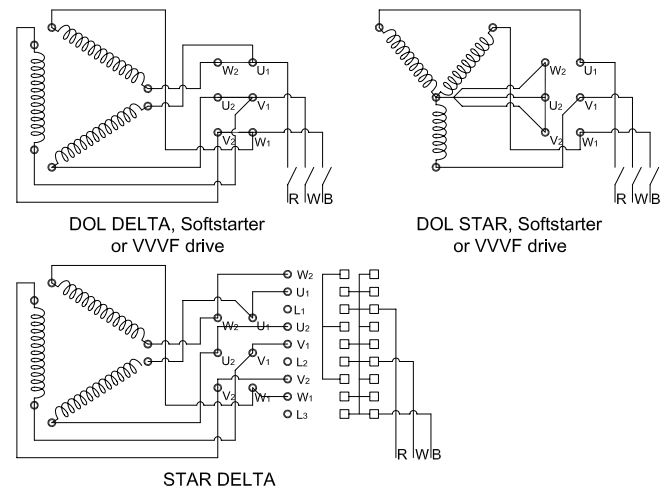 W2 U1
U2 V1
V2 W1
R W B
DOL DELTA, Softstarter
or VVVF drive
W2 U1
U2 V1
V2 W1
R W B
DOL STAR, Softstarter
or VVVF drive
W2
U1
L1
U2
V1
L2
V2
W1
L3
W2 U1
U2 V1
V2 W1
R W B
STAR DELTA